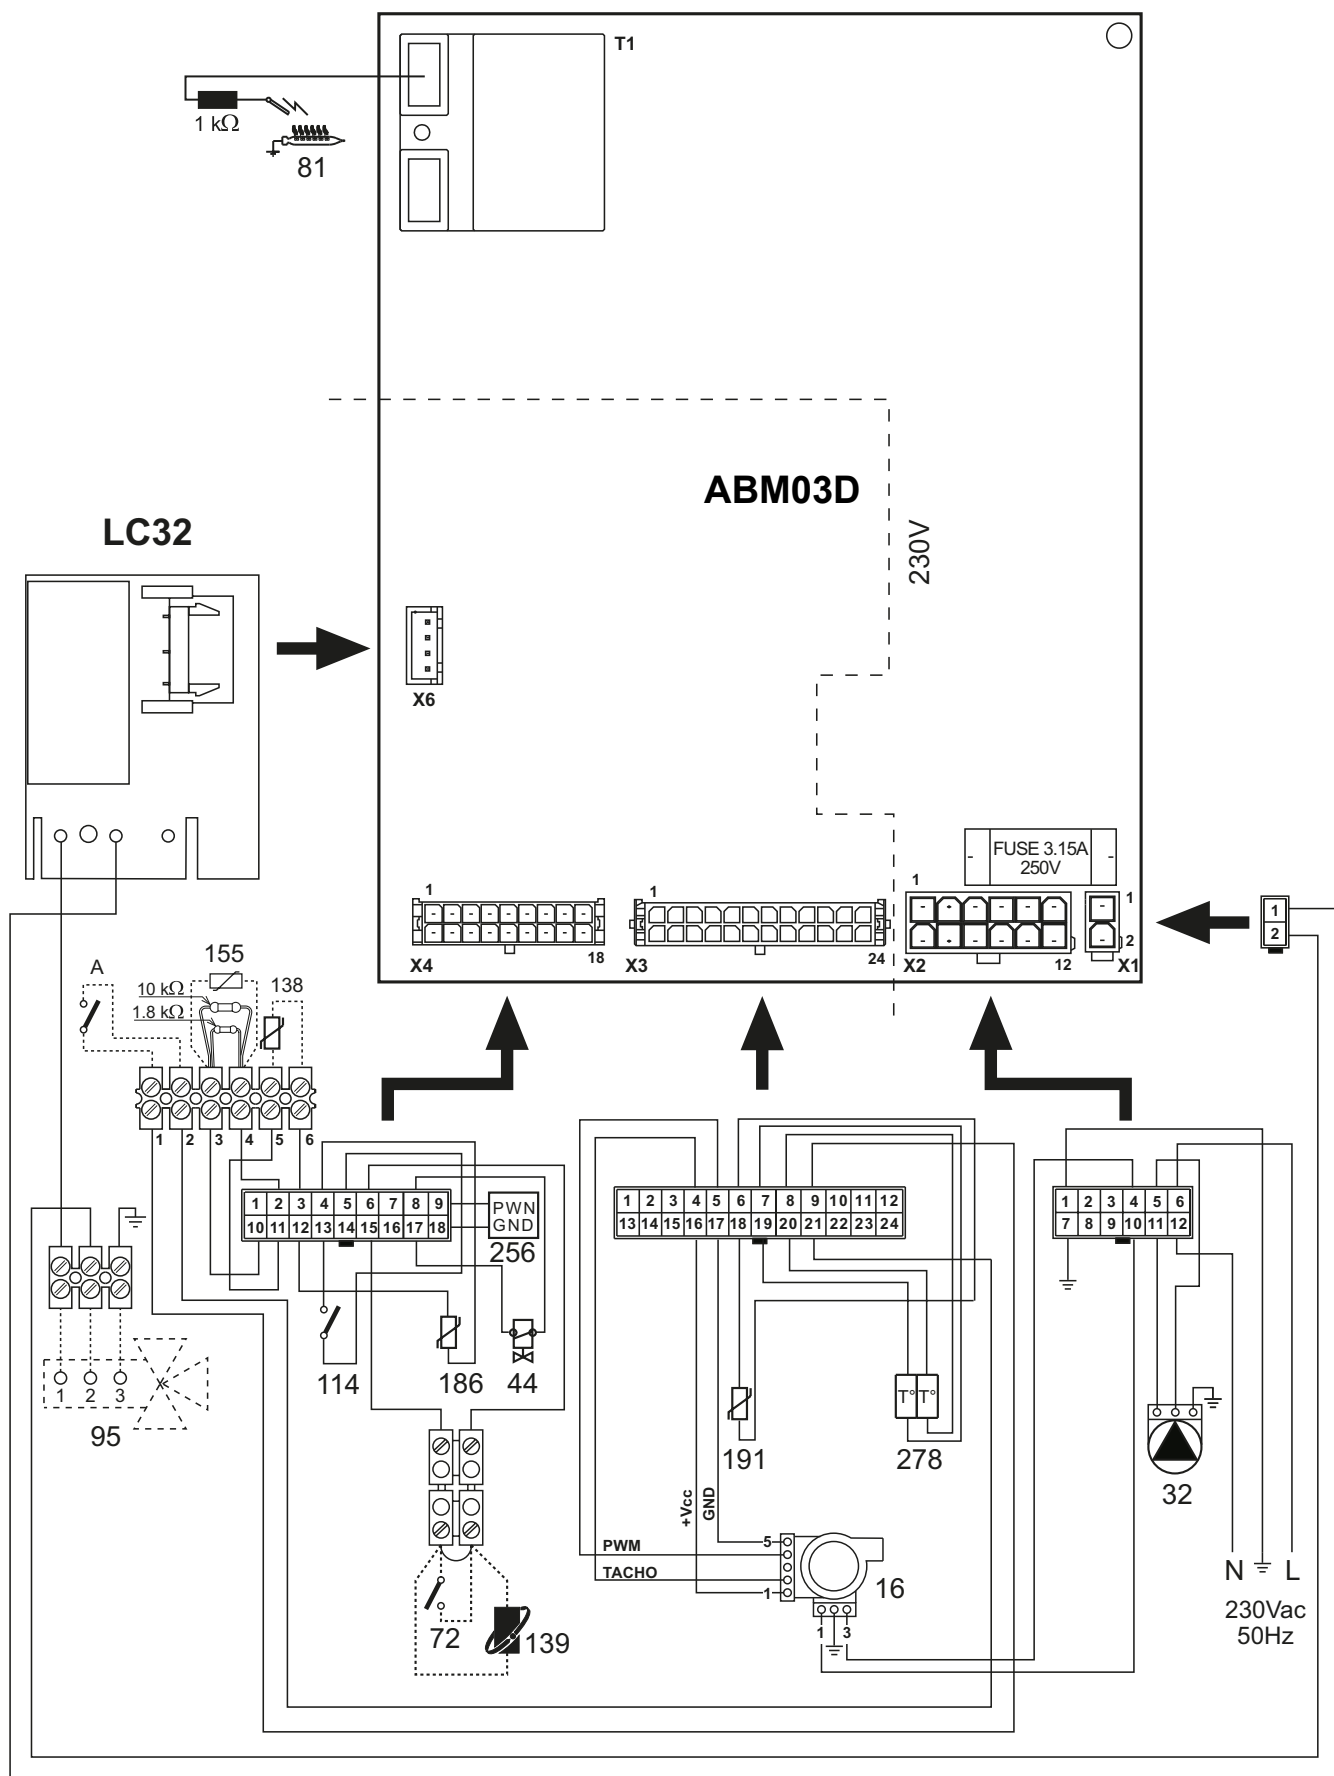 T1
1 kΩ
81
ABM03D
230V
LC32
X6
FUSE 3.15A
250V
1
1
1
1
X4
18
X3
24
X2
12
X1
2
1
2
A
155
10 kΩ
1.8 kΩ
138
1 2 3 4 5 6
1 2 3 4 5 6 7 8 9
10 11 12 13 14 15 16 17 18
PWN
GND
256
1 2 3 4 5 6 7 8 9 10 11 12
13 14 15 16 17 18 19 20 21 22 23 24
1 2 3 4 5 6
7 8 9 10 11 12
114
186
44
1 2 3
95
T° T°
191
278
32
+Vcc
GND
PWM
TACHO
5
1
16
1 3
72
139
N L
230Vac
50Hz